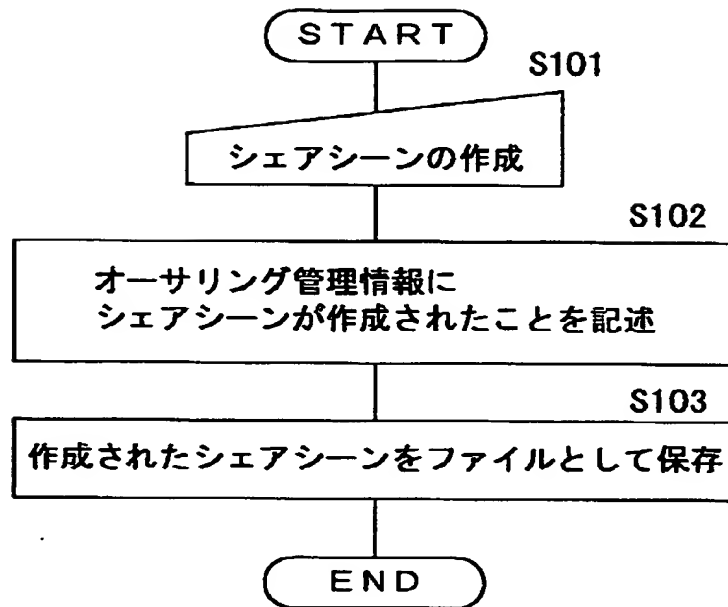 START
S101
シェアシーンの作成
S102
オーサリング管理情報に
シェアシーンが作成されたことを記述
S103
作成されたシェアシーンをファイルとして保存
END